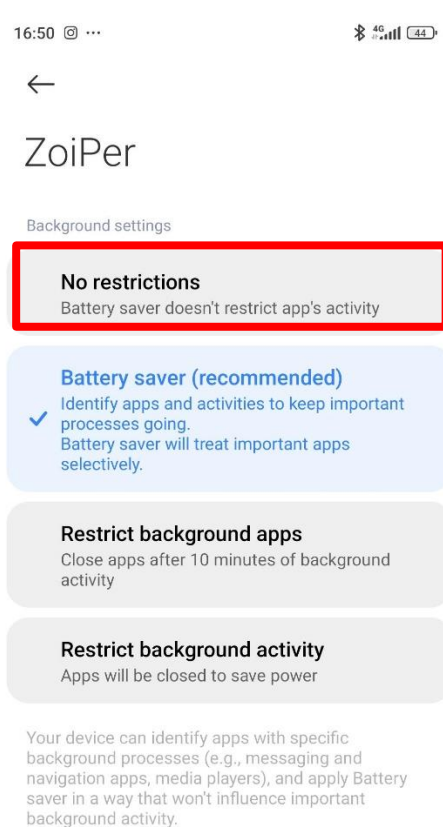 16:50 ...
4G 44
ZoiPer
Background settings
No restrictions
Battery saver doesn't restrict app's activity
Battery saver (recommended)
Identify apps and activities to keep important
processes going.
Battery saver will treat important apps
selectively.
Restrict background apps
Close apps after 10 minutes of background
activity
Restrict background activity
Apps will be closed to save power
Your device can identify apps with specific
background processes (e.g., messaging and
navigation apps, media players), and apply Battery
saver in a way that won't influence important
background activity.